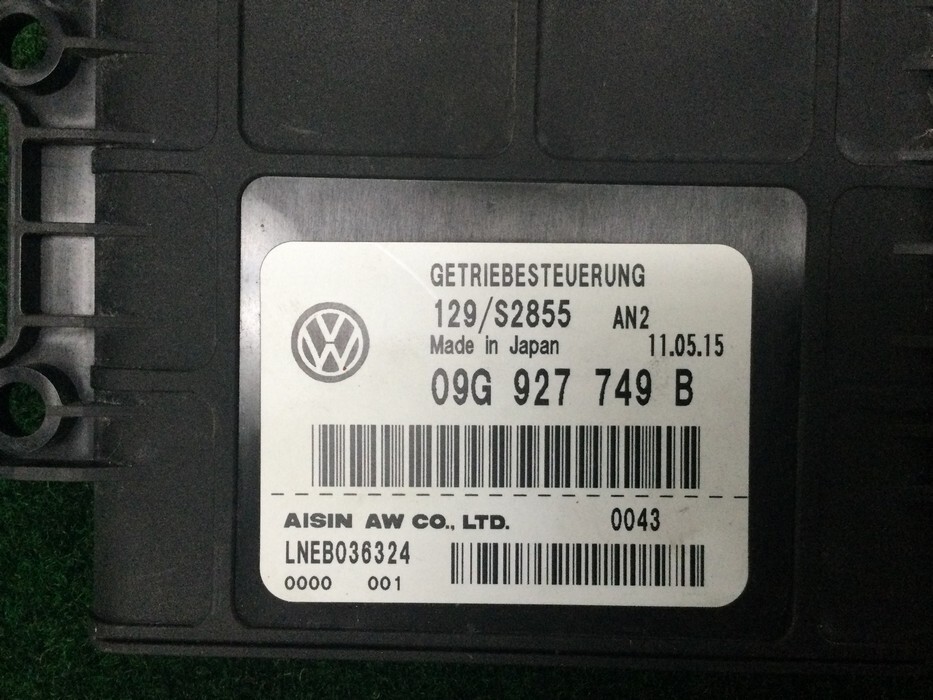 GETRIEBESTEUERUNG
129/S2855 AN2
Made in Japan 11.05.15
09G 927 749 B
AISIN AW CO., LTD. 0043
LNEB036324
0000 001